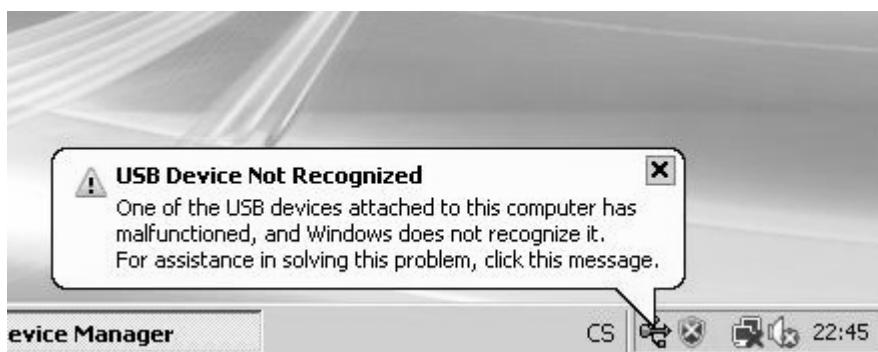 USB Device Not Recognized
One of the USB devices attached to this computer has
malfunctioned, and Windows does not recognize it.
For assistance in solving this problem, click this message.
evice Manager CS 22:45